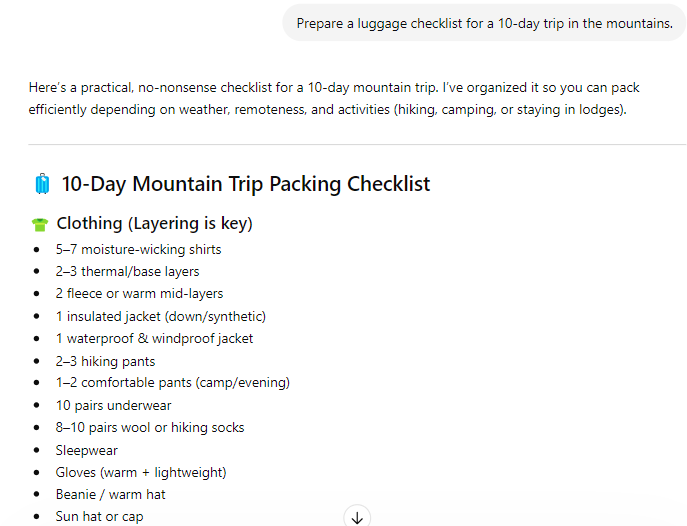 Prepare a luggage checklist for a 10-day trip in the mountains.
Here's a practical, no-nonsense checklist for a 10-day mountain trip. I've organized it so you can pack
efficiently depending on weather, remoteness, and activities (hiking, camping, or staying in lodges).
10-Day Mountain Trip Packing Checklist
Clothing (Layering is key)
5–7 moisture-wicking shirts
2–3 thermal/base layers
2 fleece or warm mid-layers
1 insulated jacket (down/synthetic)
1 waterproof & windproof jacket
2–3 hiking pants
1–2 comfortable pants (camp/evening)
10 pairs underwear
8–10 pairs wool or hiking socks
Sleepwear
Gloves (warm + lightweight)
Beanie / warm hat
Sun hat or cap